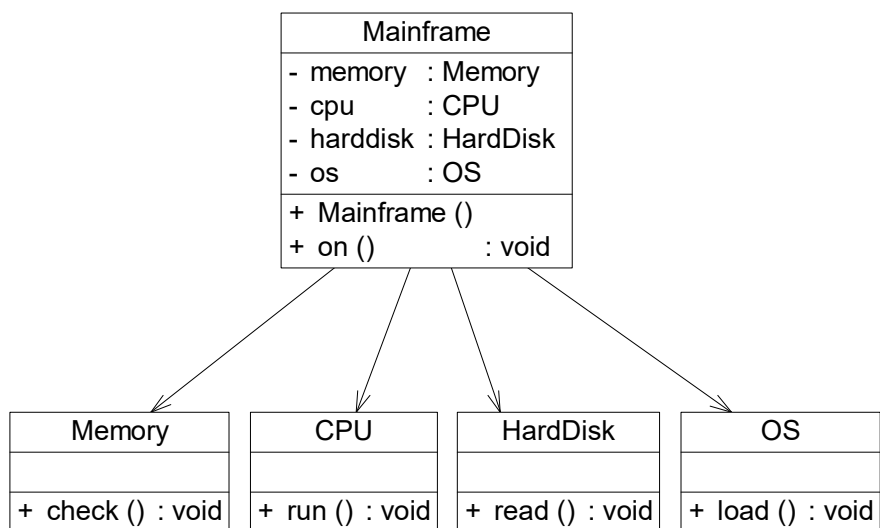 Mainframe
- memory : Memory
- cpu : CPU
- harddisk : HardDisk
- os : OS
+ Mainframe ()
+ on () : void
Memory
+ check () : void
CPU
+ run () : void
HardDisk
+ read () : void
OS
+ load () : void